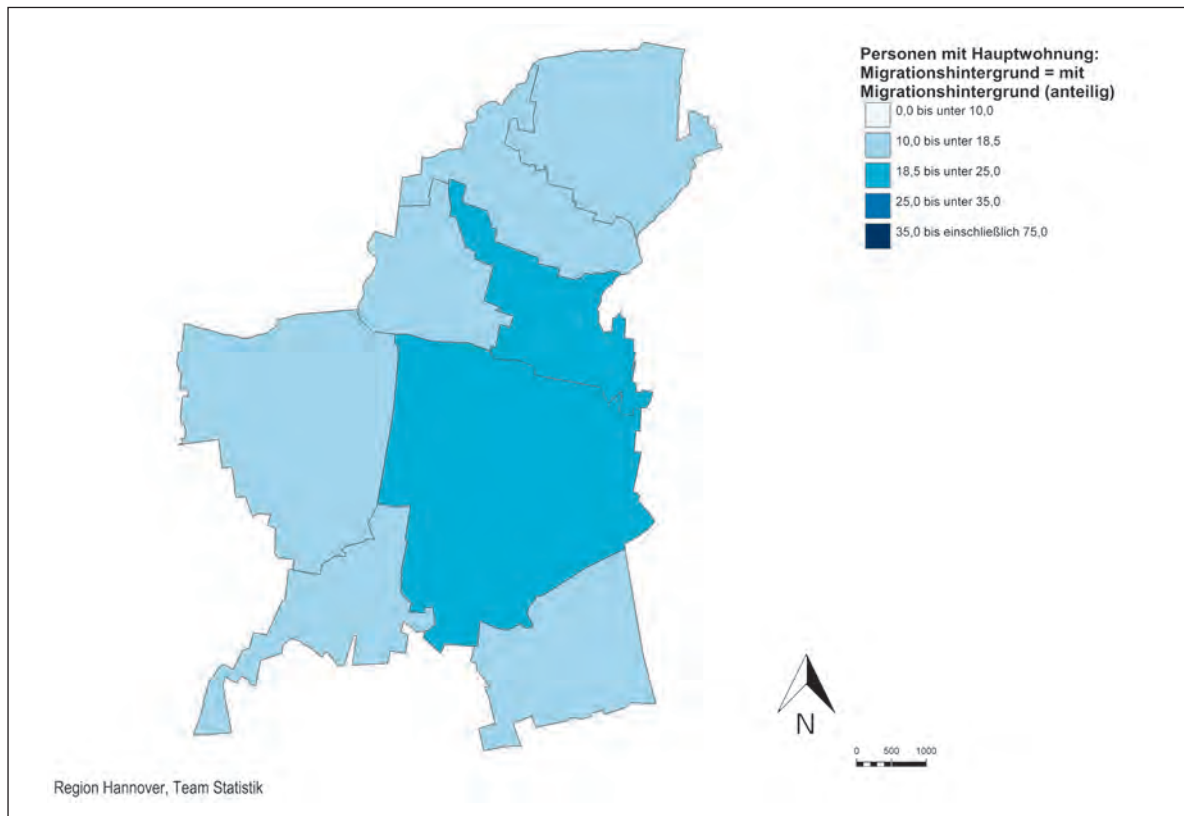 Personen mit Hauptwohnung:
Migrationshintergrund = mit
Migrationshintergrund (anteilig)
0,0 bis unter 10,0
10,0 bis unter 18,5
18,5 bis unter 25,0
25,0 bis unter 35,0
35,0 bis einschließlich 75,0
N
0 500 1000
Region Hannover, Team Statistik